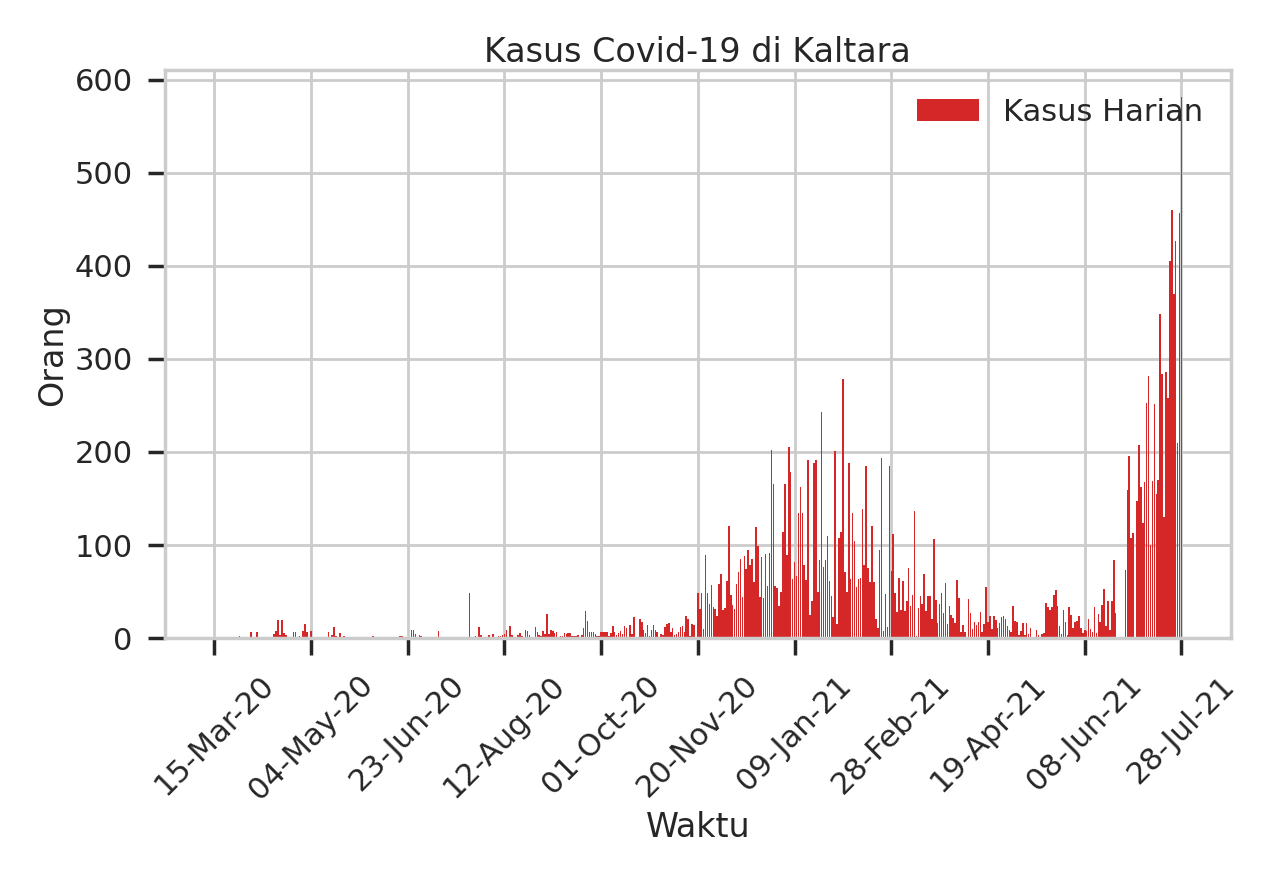 Kasus Covid-19 di Kaltara
Kasus Harian
Orang
600
500
400
300
200
100
0
15-Mar-20
04-May-20
23-Jun-20
12-Aug-20
01-Oct-20
20-Nov-20
09-Jan-21
28-Feb-21
19-Apr-21
08-Jun-21
28-Jul-21
Waktu